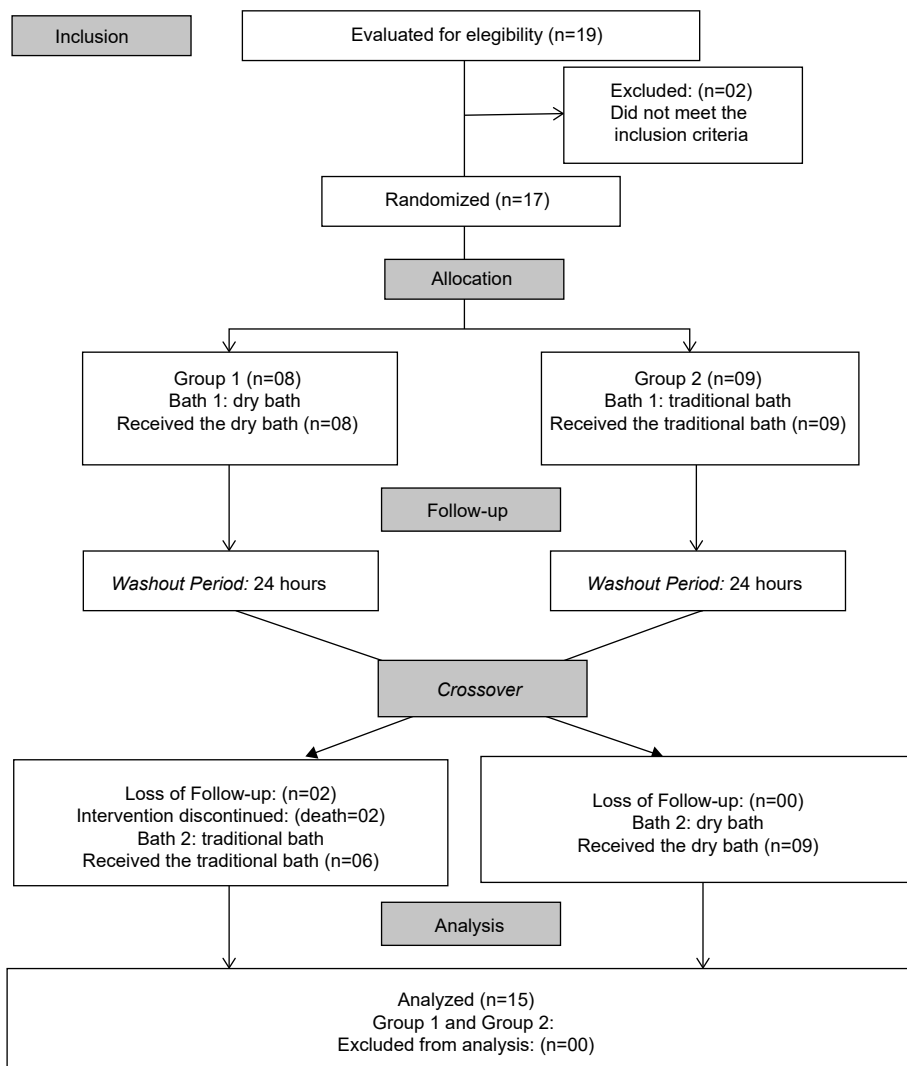 Inclusion
Evaluated for elegibility (n=19)
Excluded: (n=02)
Did not meet the
inclusion criteria
Randomized (n=17)
Allocation
Group 1 (n=08)
Bath 1: dry bath
Received the dry bath (n=08)
Group 2 (n=09)
Bath 1: traditional bath
Received the traditional bath (n=09)
Follow-up
Washout Period: 24 hours
Washout Period: 24 hours
Crossover
Loss of Follow-up: (n=02)
Intervention discontinued: (death=02)
Bath 2: traditional bath
Received the traditional bath (n=06)
Loss of Follow-up: (n=00)
Bath 2: dry bath
Received the dry bath (n=09)
Analysis
Analyzed (n=15)
Group 1 and Group 2:
Excluded from analysis: (n=00)